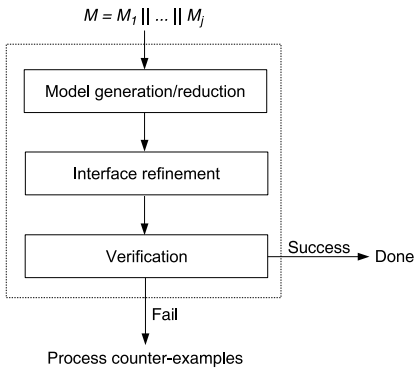 M = M1 || ... || Mj
Model generation/reduction
Interface refinement
Verification
Success
Done
Fail
Process counter-examples